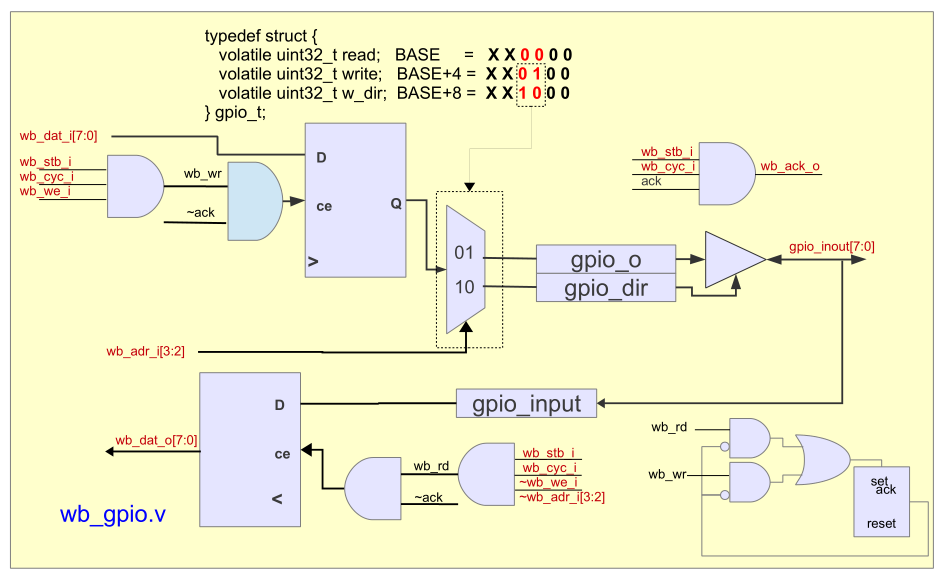 typedef struct {
volatile uint32_t read; BASE = X X 0 0 0 0
volatile uint32_t write; BASE+4 = X X 0 1 0 0
volatile uint32_t w_dir; BASE+8 = X X 1 0 0 0
} gpio_t;
wb_dat_i[7:0]
wb_stb_i
wb_cyc_i
wb_we_i
wb_wr
~ack
D
ce
Q
>
wb_stb_i
wb_cyc_i
ack
wb_ack_o
01
10
gpio_o
gpio_dir
gpio_inout[7:0]
wb_adr_i[3:2]
D
ce
<
wb_dat_o[7:0]
gpio_input
wb_rd
~ack
wb_stb_i
wb_cyc_i
~wb_we_i
~wb_adr_i[3:2]
wb_rd
wb_wr
set
ack
reset
wb_gpio.v